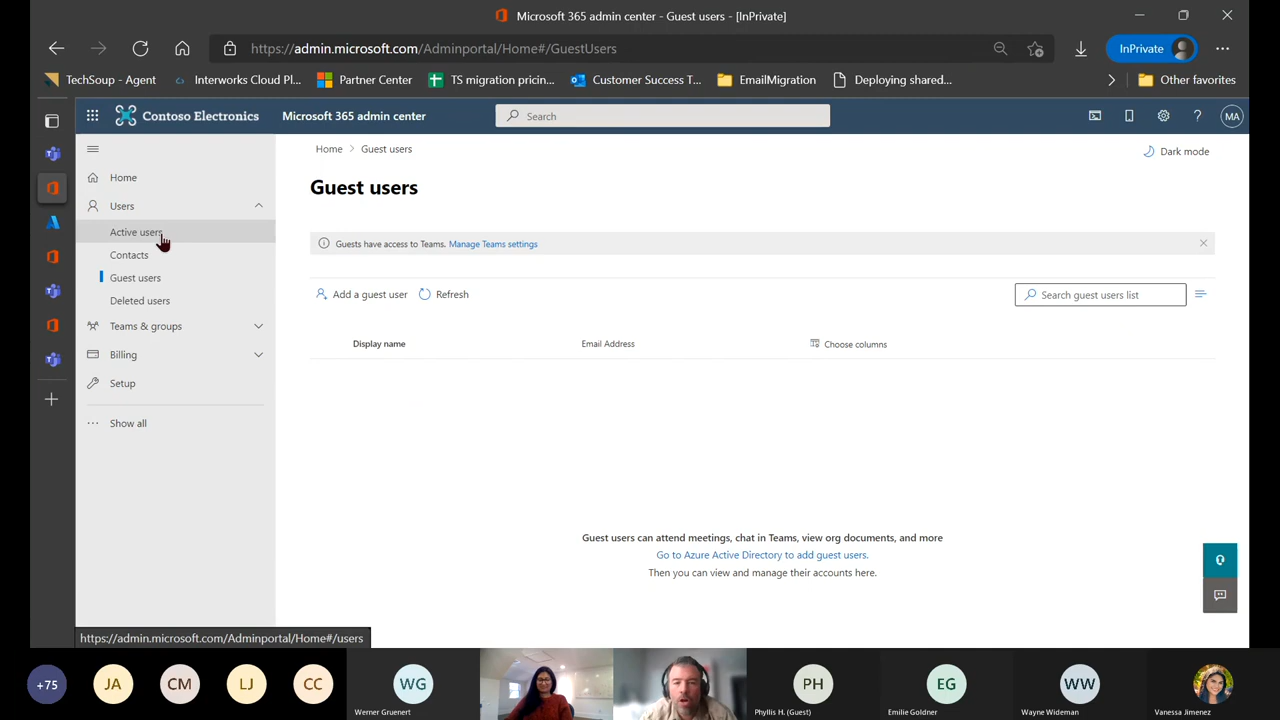 Microsoft 365 admin center - Guest users - [InPrivate]
https://admin.microsoft.com/Adminportal/Home#/GuestUsers
InPrivate
TechSoup - Agent
Interworks Cloud Pl...
Partner Center
TS migration pricin...
Customer Success T...
EmailMigration
Deploying shared...
Other favorites
Contoso Electronics
Microsoft 365 admin center
Search
MA
Home
Users
Active users
Contacts
Guest users
Deleted users
Teams & groups
Billing
Setup
Show all
Home > Guest users
Dark mode
Guest users
Guests have access to Teams. Manage Teams settings
Add a guest user
Refresh
Search guest users list
Display name
Email Address
Choose columns
Guest users can attend meetings, chat in Teams, view org documents, and more
Go to Azure Active Directory to add guest users.
Then you can view and manage their accounts here.
https://admin.microsoft.com/Adminportal/Home#/users
+75
JA
CM
LJ
CC
WG
Werner Gruenert
PH
Phyllis H. (Guest)
EG
Emilie Goldner
WW
Wayne Wideman
Vanessa Jimenez